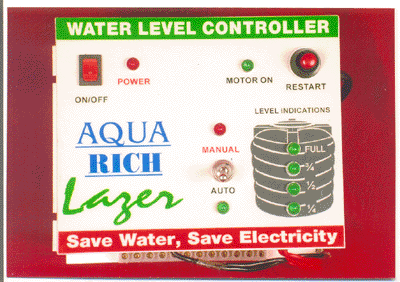 WATER LEVEL CONTROLLER
POWER
MOTOR ON
ON/OFF
RESTART
LEVEL INDICATIONS
AQUA
RICH
Lazer
MANUAL
AUTO
FULL
¾
½
¼
Save Water, Save Electricity